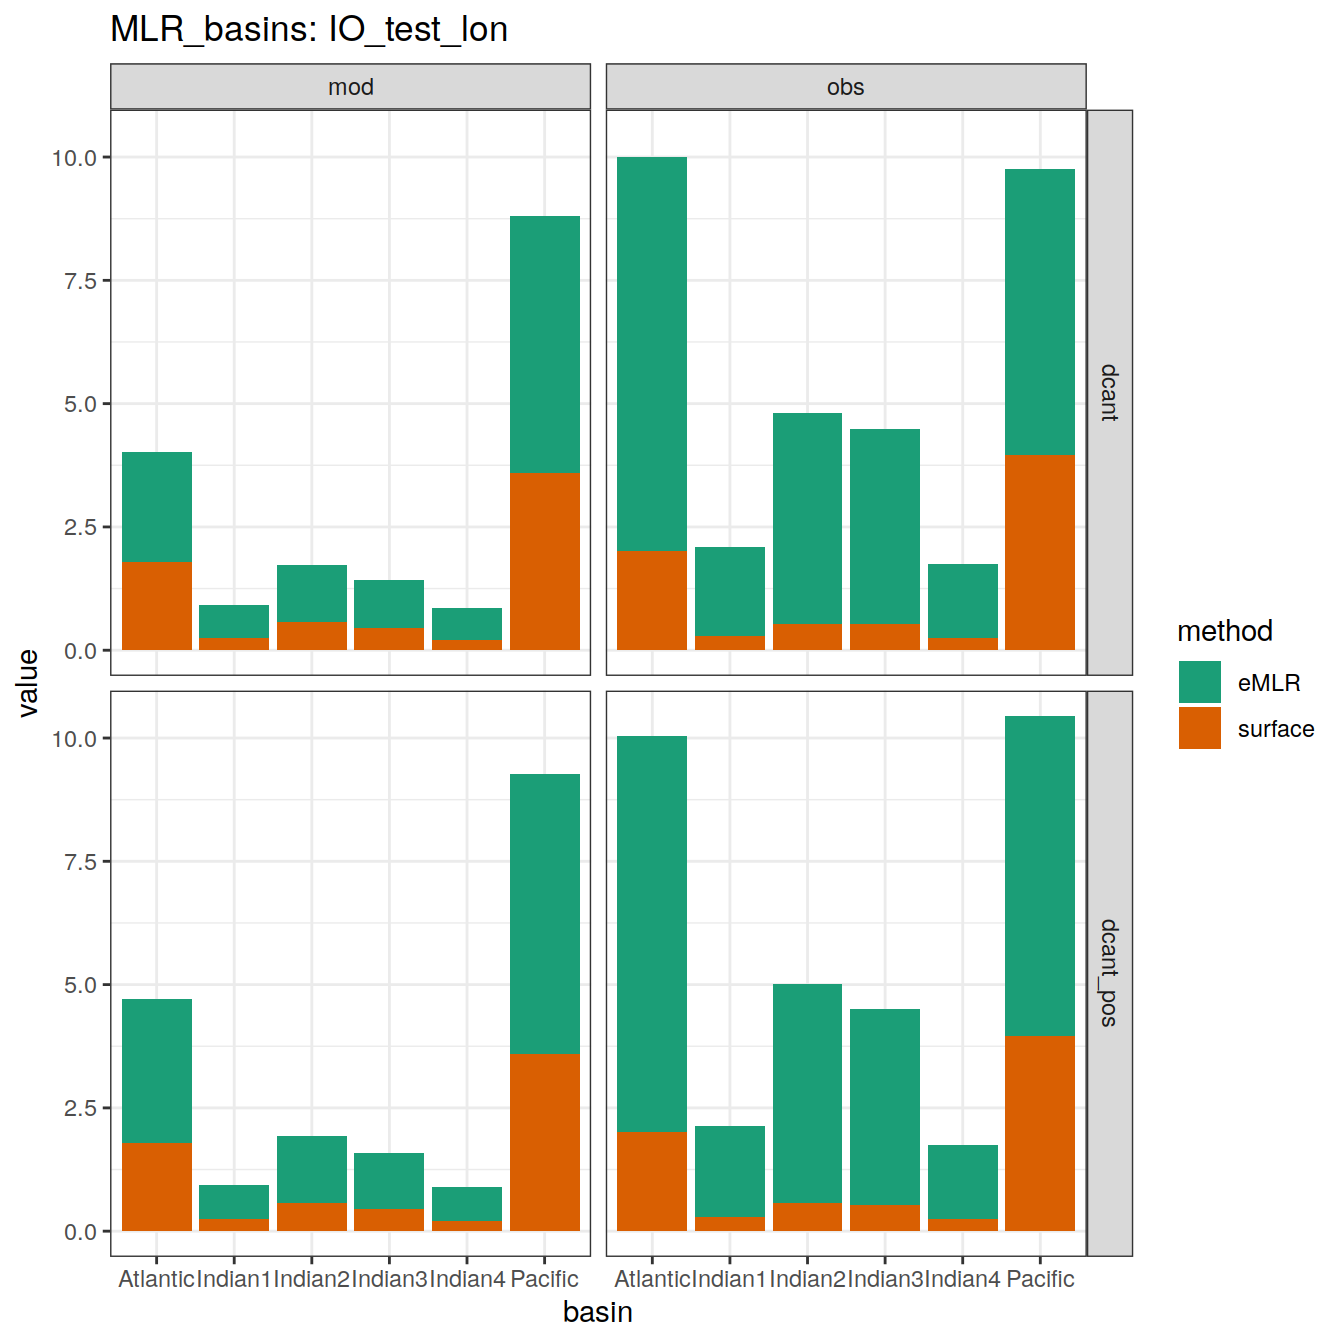 MLR_basins: IO_test_lon
mod
obs
10.0
7.5
5.0
2.5
0.0
dcant
10.0
7.5
5.0
2.5
0.0
dcant_pos
value
Atlantic Indian1 Indian2 Indian3 Indian4 Pacific
Atlantic Indian1 Indian2 Indian3 Indian4 Pacific
basin
method
eMLR
surface